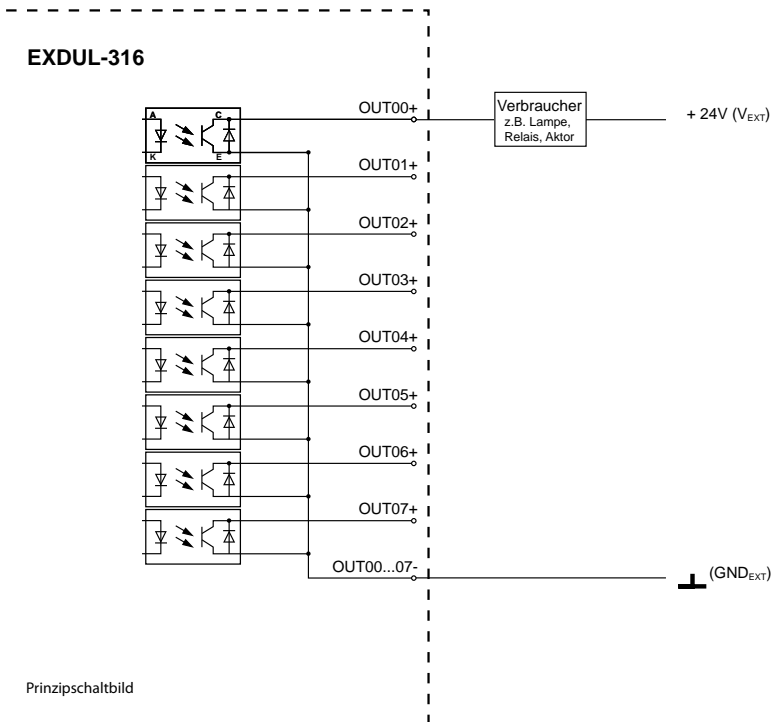 EXDUL-316
A
C
K
E
OUT00+
Verbraucher
z.B. Lampe,
Relais, Aktor
+ 24V (VEXT)
OUT01+
OUT02+
OUT03+
OUT04+
OUT05+
OUT06+
OUT07+
OUT00...07-
(GNDEXT)
Prinzipschaltbild